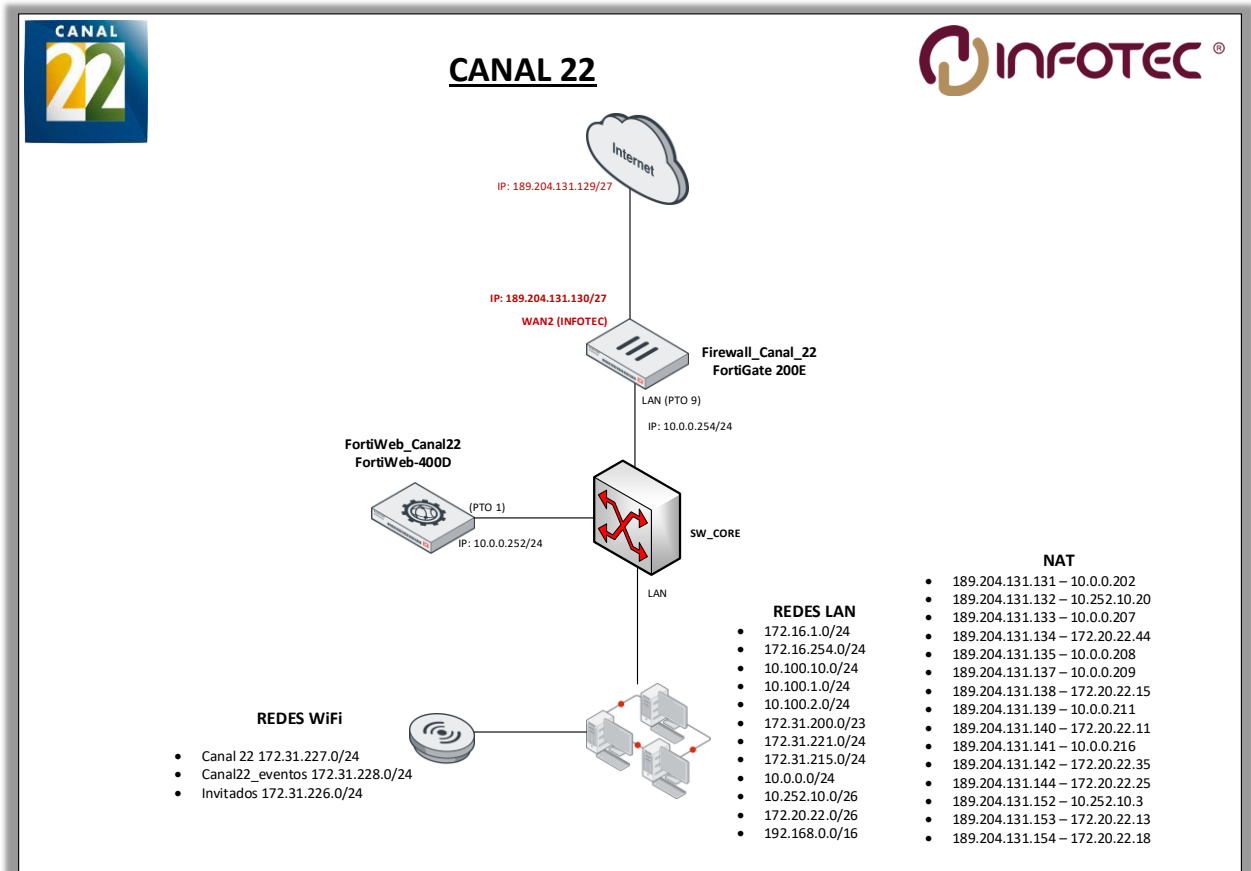 CANAL
22
CANAL 22
INFOTEC ®
Internet
IP: 189.204.131.129/27
IP: 189.204.131.130/27
WAN2 (INFOTEC)
Firewall_Canal_22
FortiGate 200E
LAN (PTO 9)
IP: 10.0.0.254/24
FortiWeb_Canal22
FortiWeb-400D
(PTO 1)
IP: 10.0.0.252/24
SW_CORE
LAN
REDES WiFi
• Canal 22 172.31.227.0/24
• Canal22_eventos 172.31.228.0/24
• Invitados 172.31.226.0/24
REDES LAN
• 172.16.1.0/24
• 172.16.254.0/24
• 10.100.10.0/24
• 10.100.1.0/24
• 10.100.2.0/24
• 172.31.200.0/23
• 172.31.221.0/24
• 172.31.215.0/24
• 10.0.0.0/24
• 10.252.10.0/26
• 172.20.22.0/26
• 192.168.0.0/16
NAT
• 189.204.131.131 – 10.0.0.202
• 189.204.131.132 – 10.252.10.20
• 189.204.131.133 – 10.0.0.207
• 189.204.131.134 – 172.20.22.44
• 189.204.131.135 – 10.0.0.208
• 189.204.131.137 – 10.0.0.209
• 189.204.131.138 – 172.20.22.15
• 189.204.131.139 – 10.0.0.211
• 189.204.131.140 – 172.20.22.11
• 189.204.131.141 – 10.0.0.216
• 189.204.131.142 – 172.20.22.35
• 189.204.131.144 – 172.20.22.25
• 189.204.131.152 – 10.252.10.3
• 189.204.131.153 – 172.20.22.13
• 189.204.131.154 – 172.20.22.18